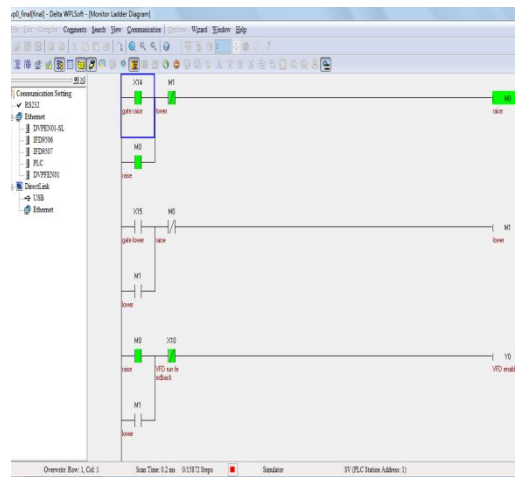 vp0_final[final] - Delta WPLSoft - [Monitor Ladder Diagram]
File Edit Compiler Comments Search View Communication Options Wizard Window Help
Communication Setting
RS232
Ethernet
DVPEN01-SL
IFD9506
IFD9507
PLC
DVPFEN01
DirectLink
USB
Ethernet
X14 M1
M0
gate raise lower raise
M0
raise
X15 M0
M1
gate lower raise lower
M1
lower
M0 X10
Y0
raise VFD run fe VFD enabl
edback
M1
lower
Overwrite Row: 1, Col: 1 Scan Time: 0.2 ms 0/15872 Steps Simulator SV (PLC Station Address: 1)